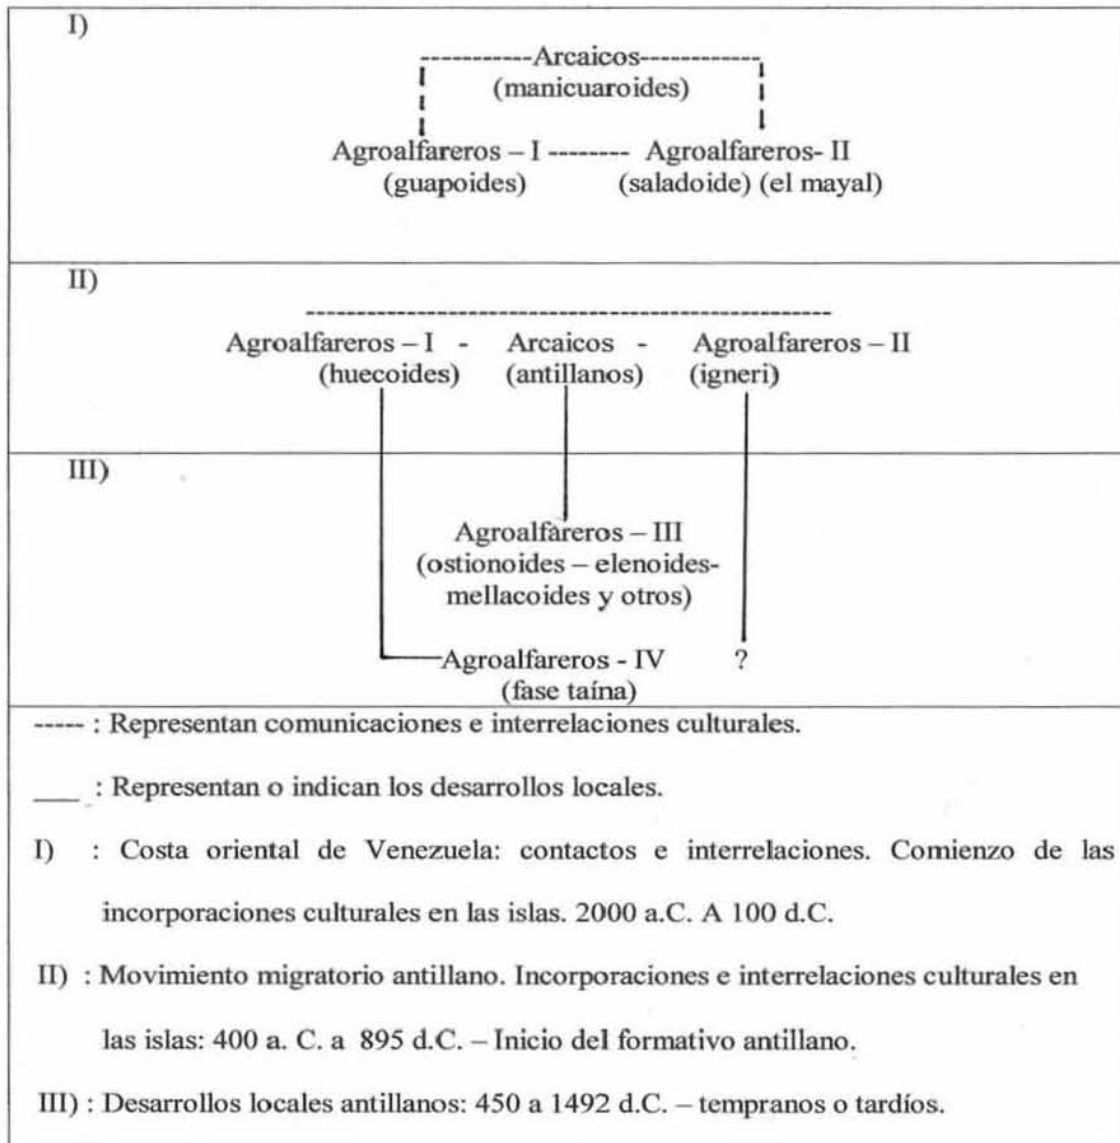 I)
----------Arcaicos------------
(manicuaroides)
Agroalfareros – I -------- Agroalfareros- II
(guapoides) (saladoide) (el mayal)
II)
Agroalfareros – I - Arcaicos - Agroalfareros – II
(huecoides) (antillanos) (igneri)
III)
Agroalfareros – III
(ostionoides – elenoides-
mellacoides y otros)
Agroalfareros - IV ?
(fase taína)
----- : Representan comunicaciones e interrelaciones culturales.
___ : Representan o indican los desarrollos locales.
I) : Costa oriental de Venezuela: contactos e interrelaciones. Comienzo de las
incorporaciones culturales en las islas. 2000 a.C. A 100 d.C.
II) : Movimiento migratorio antillano. Incorporaciones e interrelaciones culturales en
las islas: 400 a. C. a 895 d.C. – Inicio del formativo antillano.
III) : Desarrollos locales antillanos: 450 a 1492 d.C. – tempranos o tardíos.